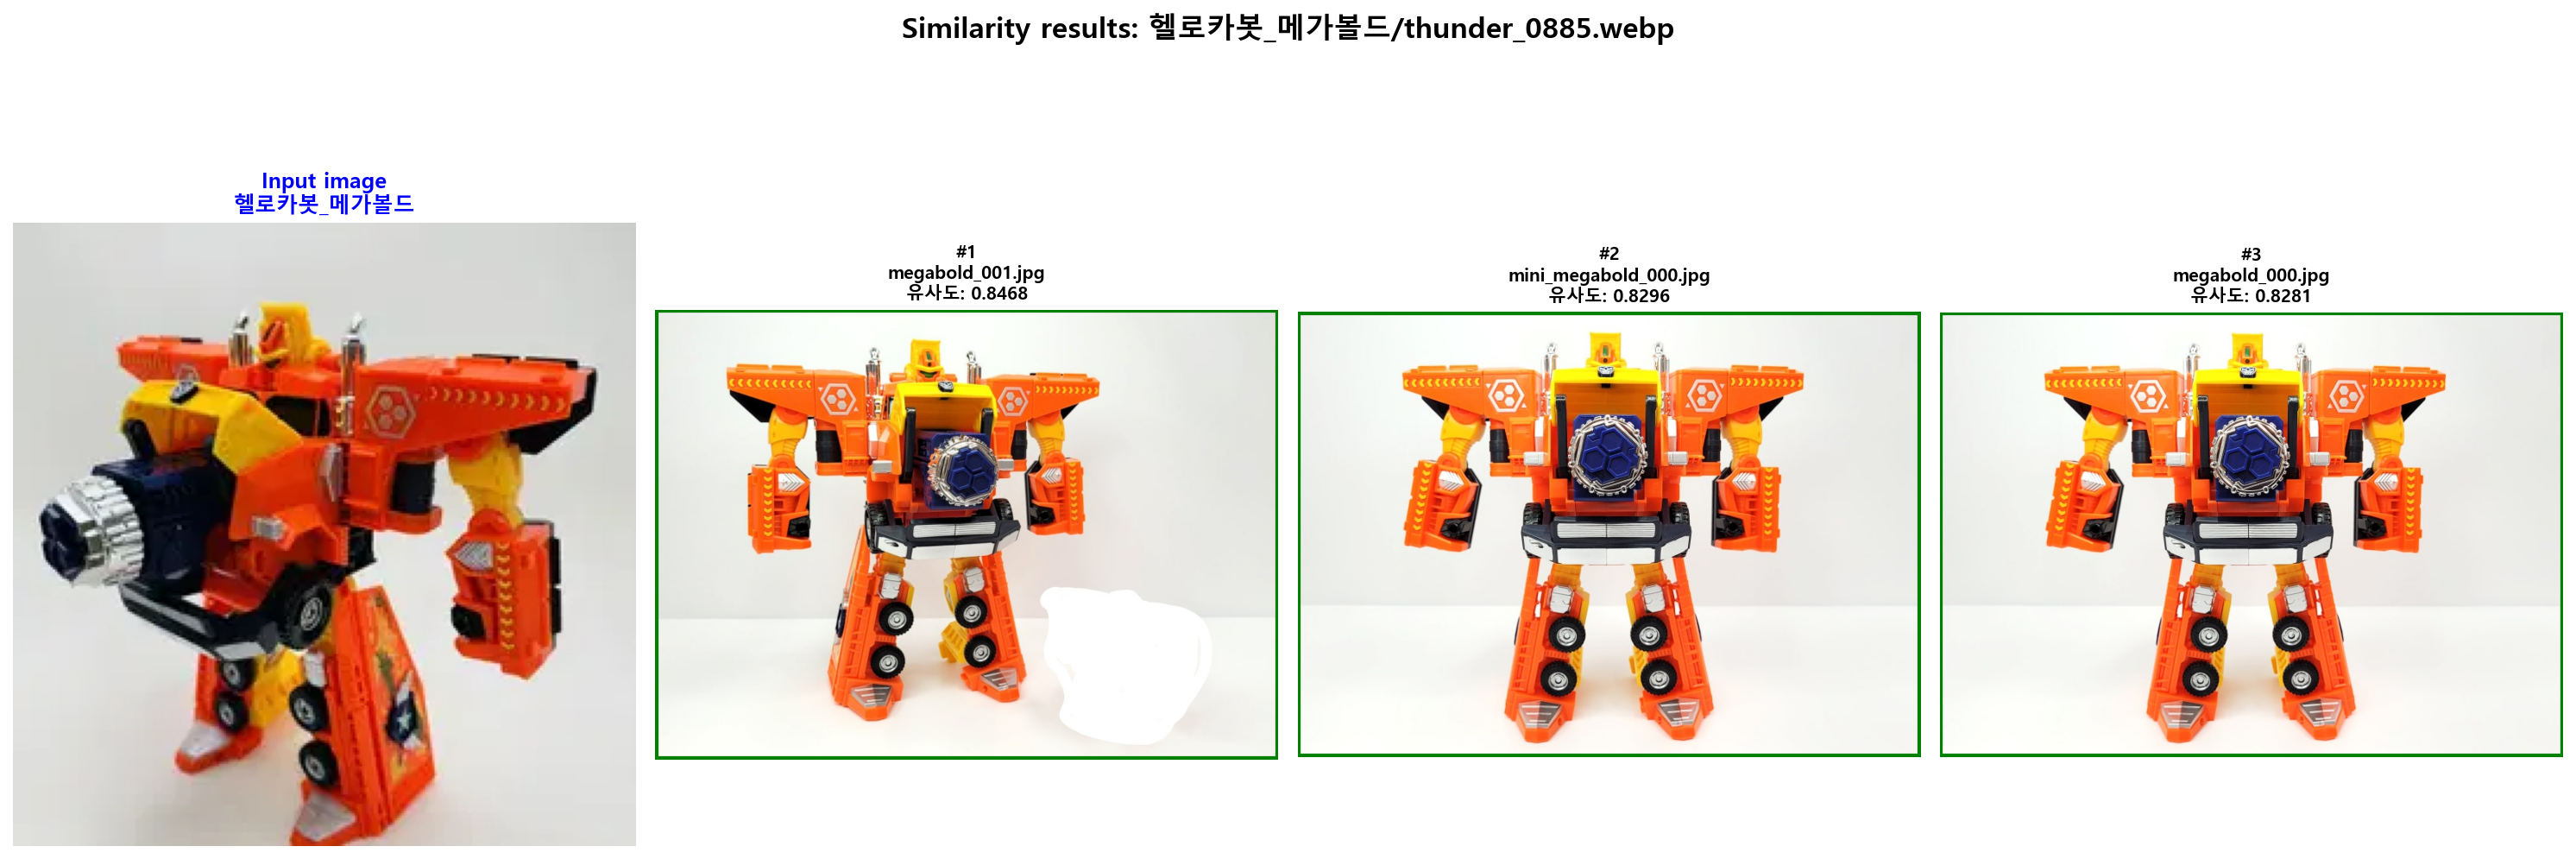 Similarity results: 헬로카봇_메가볼드/thunder_0885.webp
Input image
헬로카봇_메가볼드
#1
megabold_001.jpg
유사도: 0.8468
#2
mini_megabold_000.jpg
유사도: 0.8296
#3
megabold_000.jpg
유사도: 0.8281